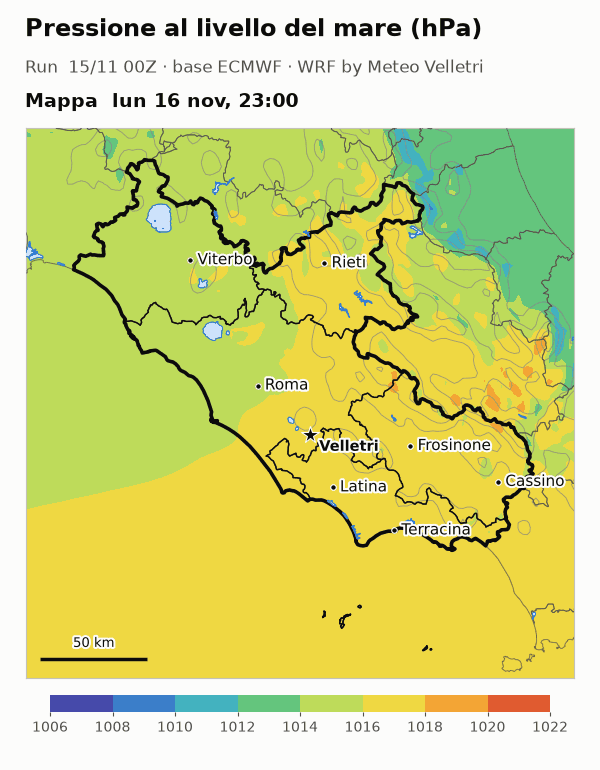 Pressione al livello del mare (hPa)
Run  15/11 00Z · base ECMWF · WRF by Meteo Velletri
Mappa  lun 16 nov, 23:00
Viterbo
Rieti
Roma
Velletri
Frosinone
Latina
Cassino
Terracina
50 km
1006 1008 1010 1012 1014 1016 1018 1020 1022